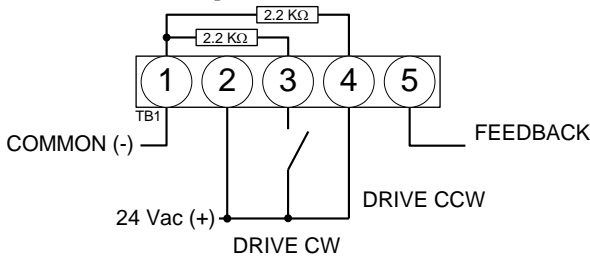 2.2 KΩ
2.2 KΩ
1 2 3 4 5
TB1
COMMON (-)
FEEDBACK
DRIVE CCW
24 Vac (+)
DRIVE CW